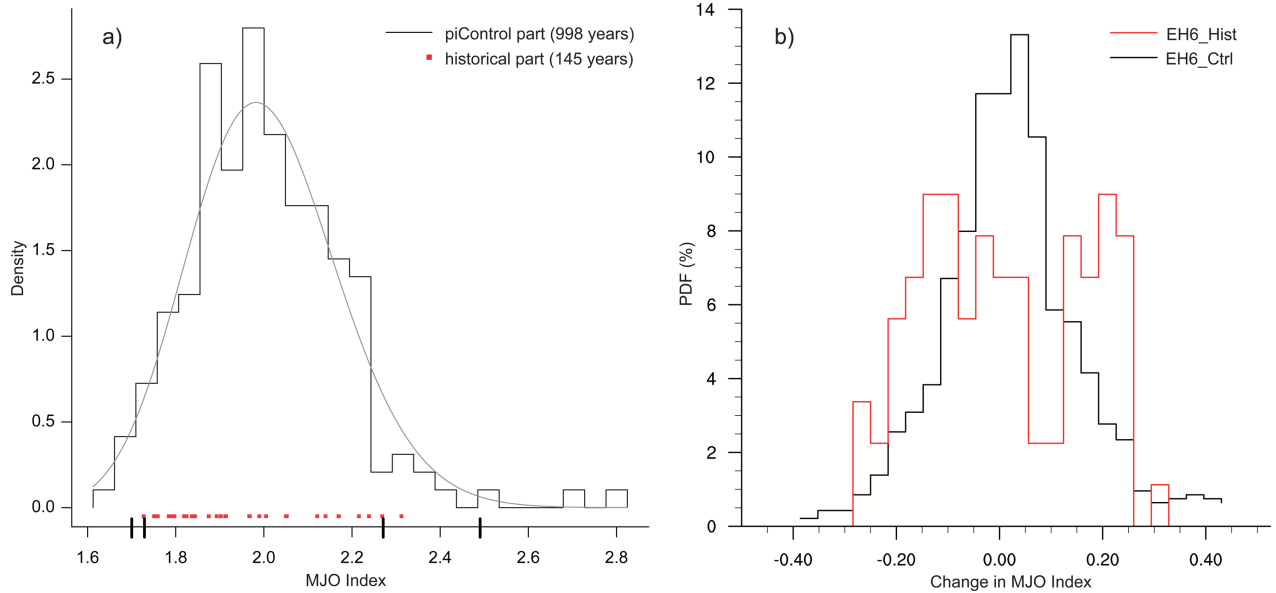 a)
piControl part (998 years)
historical part (145 years)
Density
2.5
2.0
1.5
1.0
0.5
0.0
1.6 1.8 2.0 2.2 2.4 2.6 2.8
MJO Index
b)
EH6_Hist
EH6_Ctrl
PDF (%)
14
12
10
8
6
4
2
0
-0.40 -0.20 0.00 0.20 0.40
Change in MJO Index